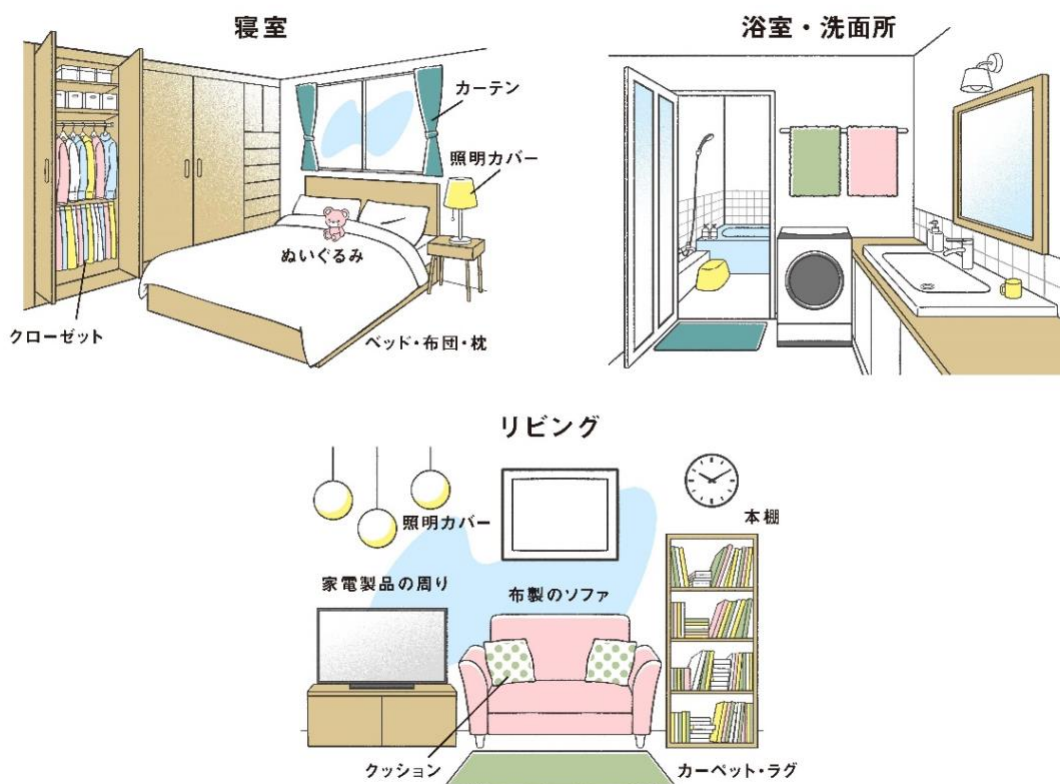 寝室
カーテン
照明カバー
ぬいぐるみ
クローゼット
ベッド・布団・枕
浴室・洗面所
リビング
照明カバー
本棚
家電製品の周り
布製のソファ
クッション
カーペット・ラグ